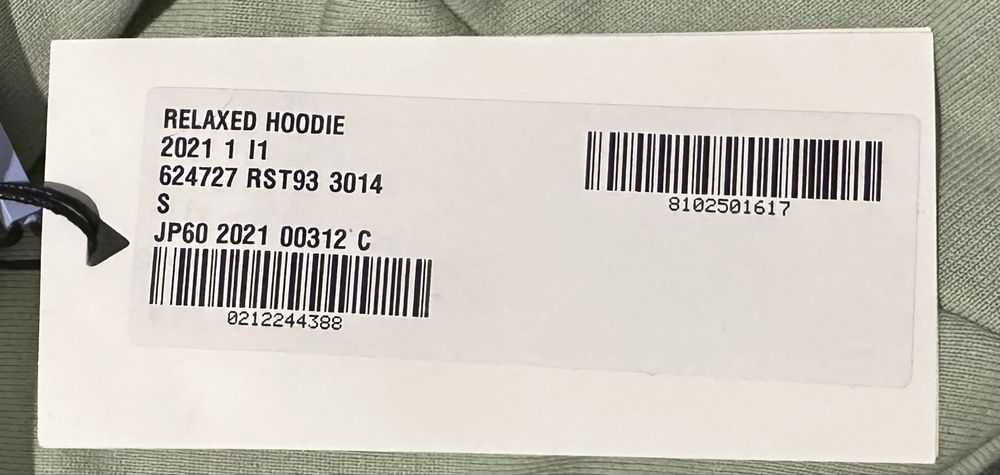 RELAXED HOODIE
2021 1 I1
624727 RST93 3014
S
JP60 2021 00312 C
0212244388
8102501617